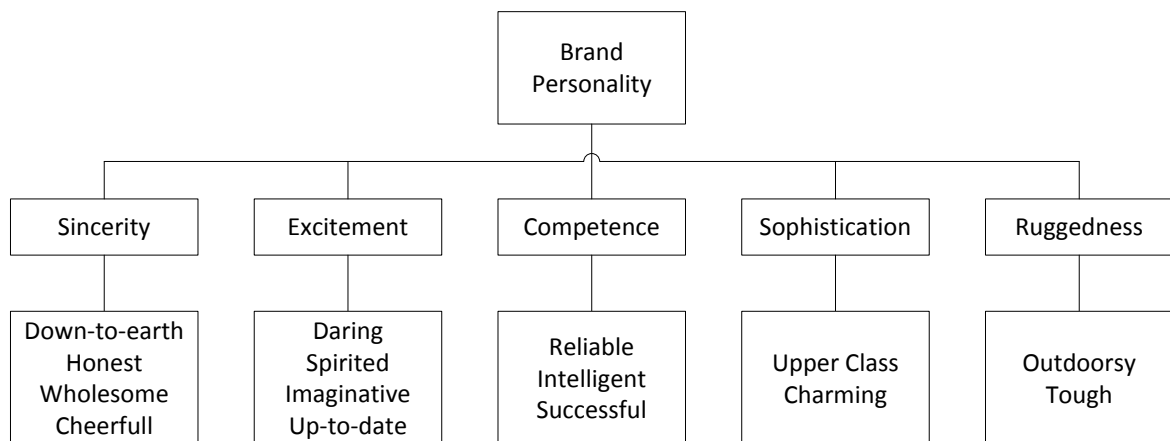 Brand
Personality
Sincerity
Excitement
Competence
Sophistication
Ruggedness
Down-to-earth
Honest
Wholesome
Cheerfull
Daring
Spirited
Imaginative
Up-to-date
Reliable
Intelligent
Successful
Upper Class
Charming
Outdoorsy
Tough